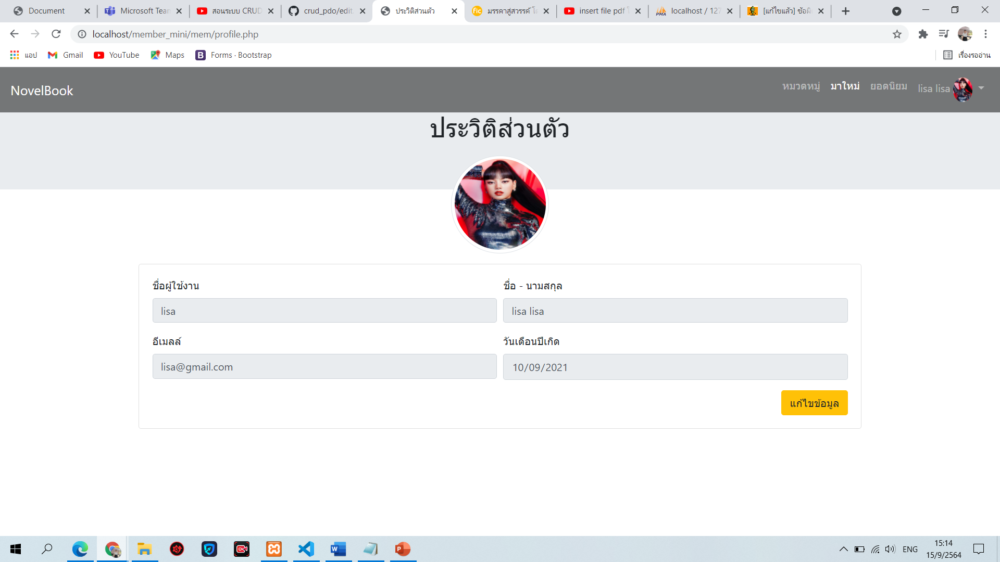 Document
Microsoft Tean
สอนระบบ CRUD
crud_pdo/edit.
ประวิติส่วนตัว
มรรคาสู่สวรรค์ โด
insert file pdf
localhost / 127
[แก้ไขแล้ว] ข้อผิ
localhost/member_mini/mem/profile.php
แอป
Gmail
YouTube
Maps
Forms · Bootstrap
เรื่องรออ่าน
NovelBook
หมวดหมู่
มาใหม่
ยอดนิยม
lisa lisa
ประวิติส่วนตัว
ชื่อผู้ใช้งาน
ชื่อ - นามสกุล
lisa
lisa lisa
อีเมลล์
วันเดือนปีเกิด
lisa@gmail.com
10/09/2021
แก้ไขข้อมูล
ENG
15:14
15/9/2564